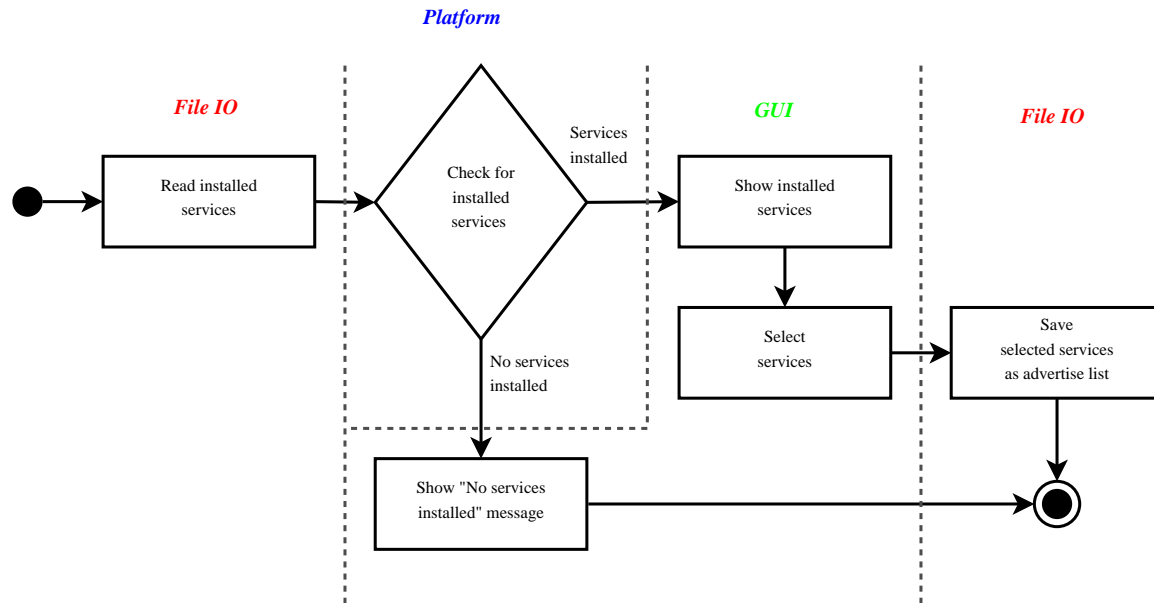 Platform
File IO
GUI
File IO
Read installed
services
Check for
installed
services
Services
installed
Show installed
services
No services
installed
Select
services
Save
selected services
as advertise list
Show "No services
installed" message